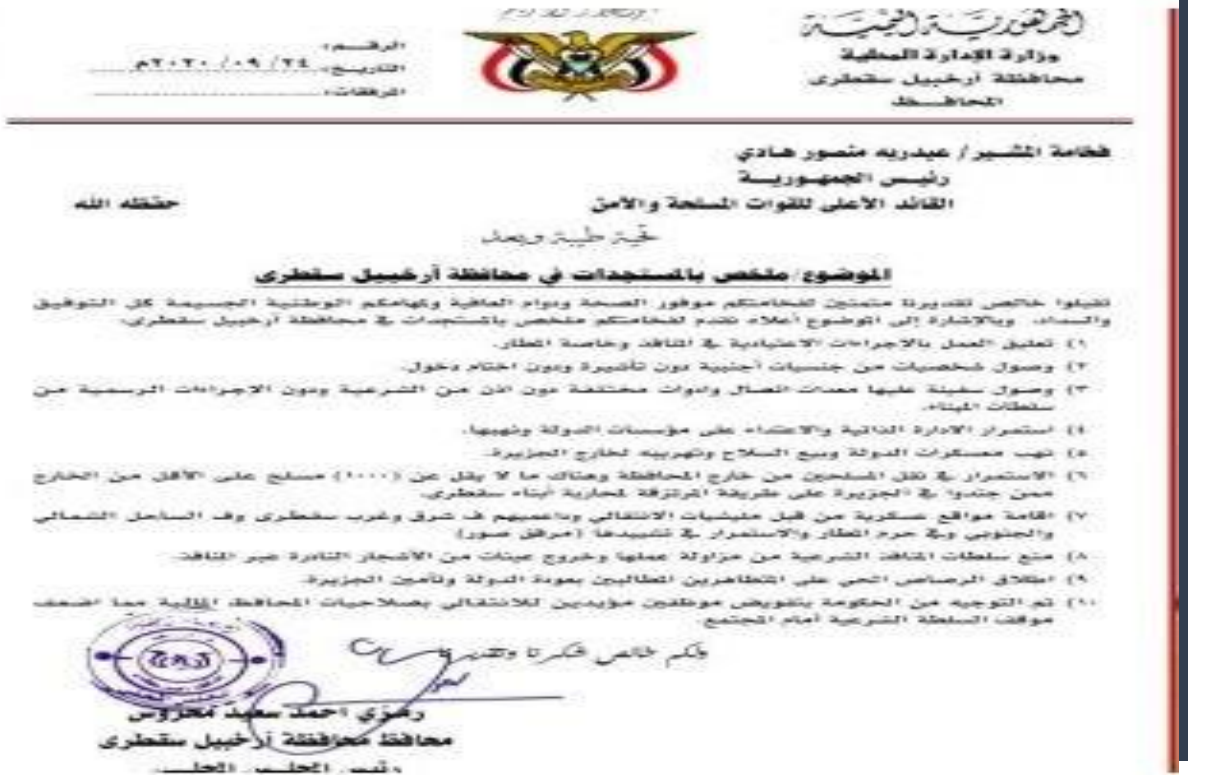 الجمهورية اليمنية
وزارة الإدارة المحلية
محافظة أرخبيل سقطرى
المحافظ
الرقم:
التاريخ: ٢٤/ ٠٩/ ٢٠٢٠م
المرفقات:
فخامة المشير/ عبدربه منصور هادي
رئيس الجمهورية
القائد الأعلى للقوات المسلحة والأمن حفظه الله
تحية طيبة وبعد
الموضوع/ ملخص بالمستجدات في محافظة أرخبيل سقطرى
تقبلوا خالص تقديرنا متمنين لفخامتكم موفور الصحة ودوام العافية ولمهامكم الوطنية الجسيمة كل التوفيق
والسداد، وبالإشارة إلى الموضوع أعلاه نقدم لفخامتكم ملخص بالمستجدات في محافظة أرخبيل سقطرى:
١) تعليق العمل بالاجراءات الاعتيادية في المنافذ وخاصة المطار.
٢) وصول شخصيات من جنسيات أجنبية دون تأشيرة ودون اختام دخول.
٣) وصول سفينة عليها معدات اتصال وادوات مختلفة دون اذن من الشرعية ودون الاجراءات الرسمية من
سلطات الميناء.
٤) استمرار الادارة الذاتية والاعتداء على مؤسسات الدولة ونهبها.
٥) نهب معسكرات الدولة وبيع السلاح وتهريبه لخارج الجزيرة.
٦) الاستمرار في نقل المسلحين من خارج المحافظة وهناك ما لا يقل عن (١٠٠٠) مسلح على الأقل من الخارج
ممن جندوا في الجزيرة على طريقة المرتزقة لمحاربة أبناء سقطرى.
٧) اقامة مواقع عسكرية من قبل مليشيات الانتقالي وداعميهم ف شرق وغرب سقطرى وف الساحل الشمالي
والجنوبي وفي حرم المطار والاستمرار في تشييدها (مرفق صور)
٨) منع سلطات المنافذ الشرعية من مزاولة عملها وخروج عينات من الأشجار النادرة عبر المنافذ.
٩) اطلاق الرصاص الحي على المتظاهرين المطالبين بعودة الدولة وتأمين الجزيرة.
١٠) تم التوجيه من الحكومة بتفويض موظفين مؤيدين للانتقالي بصلاحيات المحافظ المالية مما اضعف
موقف السلطة الشرعية أمام المجتمع.
ولكم خالص شكرنا وتقديرنا
رمزي احمد سعيد محروس
محافظ محافظة أرخبيل سقطرى
رئيس المجلس المحلي